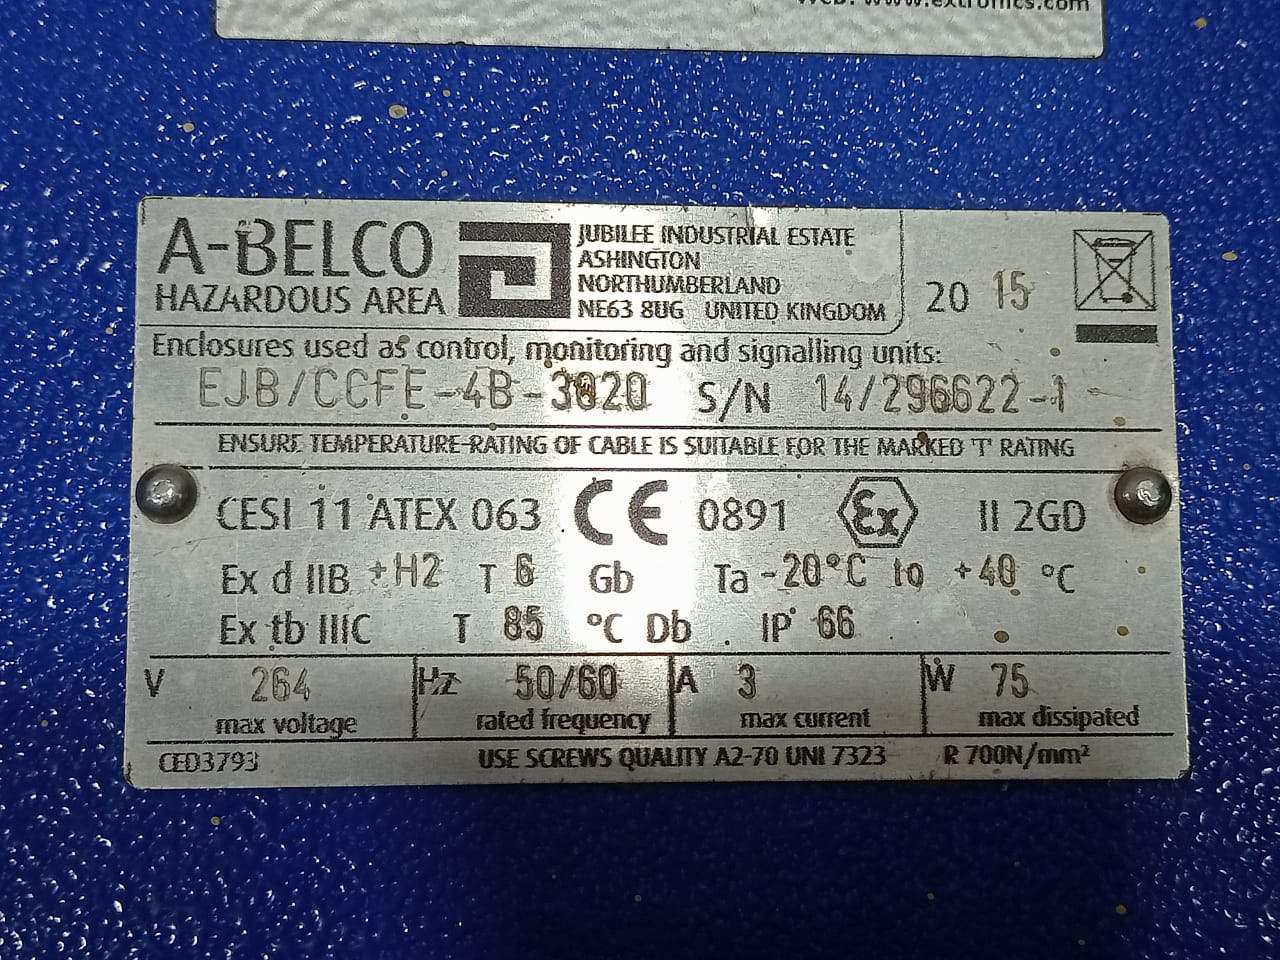 Web: www.extronics.com
A-BELCO
HAZARDOUS AREA
JUBILEE INDUSTRIAL ESTATE
ASHINGTON
NORTHUMBERLAND
NE63 8UG UNITED KINGDOM
20 15
Enclosures used as control, monitoring and signalling units:
EJB/CCFE-4B-3020 S/N 14/296622-1
ENSURE TEMPERATURE RATING OF CABLE IS SUITABLE FOR THE MARKED 'T' RATING
CESI 11 ATEX 063 CE 0891 Ex II 2GD
Ex d IIB +H2 T 6 Gb Ta -20°C to +40 °C
Ex tb IIIC T 85 °C Db IP 66
V 264 Hz 50/60 A 3 W 75
max voltage rated frequency max current max dissipated
CED3793 USE SCREWS QUALITY A2-70 UNI 7323 R 700N/mm²